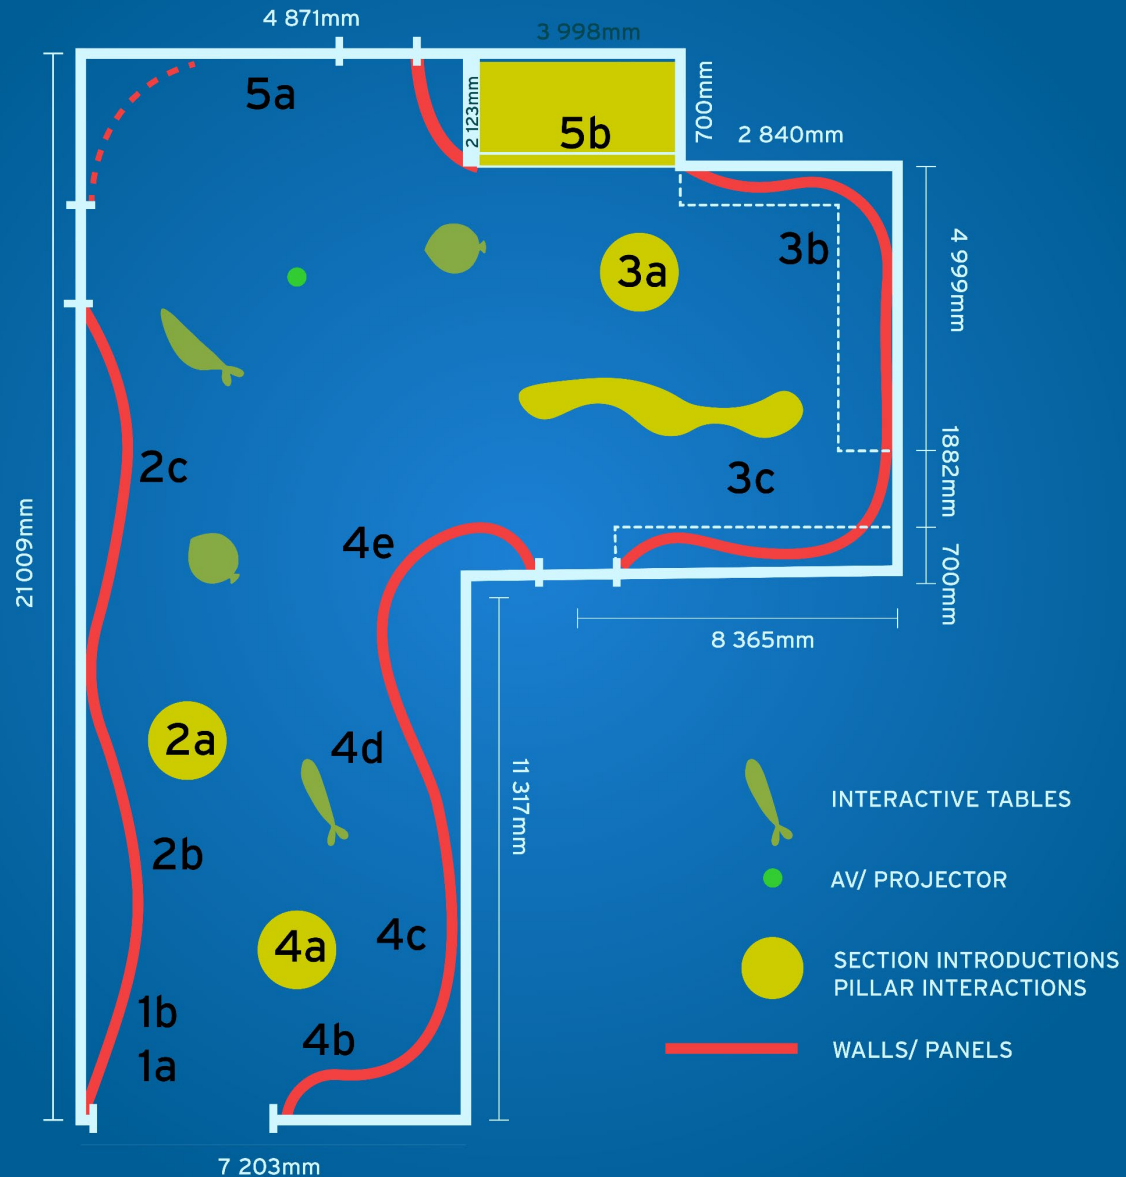 4 871mm
3 998mm
5a
2 123mm
5b
700mm
2 840mm
3a
3b
4 999mm
2c
3c
1882mm
4e
700mm
21009mm
8 365mm
2a
4d
11 317mm
INTERACTIVE TABLES
2b
AV/ PROJECTOR
4a
4c
SECTION INTRODUCTIONS
PILLAR INTERACTIONS
1b
4b
WALLS/ PANELS
1a
7 203mm